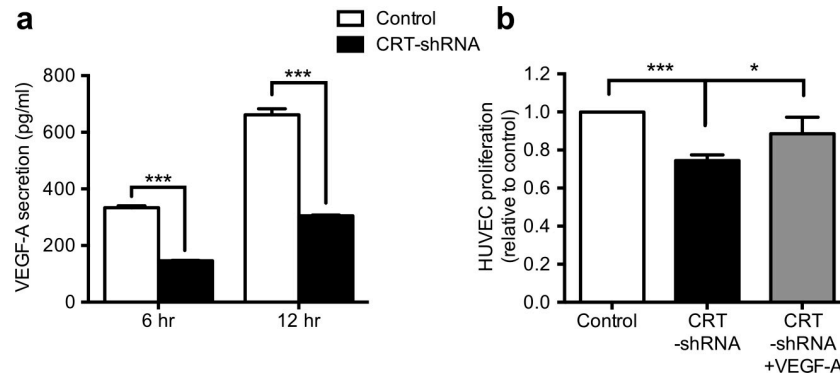 a
Control
CRT-shRNA
VEGF-A secretion (pg/ml)
800
600
400
200
0
***
***
6 hr
12 hr
b
HUVEC proliferation
(relative to control)
1.2
1.0
0.8
0.6
0.4
0.2
0.0
***
*
Control
CRT
-shRNA
CRT
-shRNA
+VEGF-A